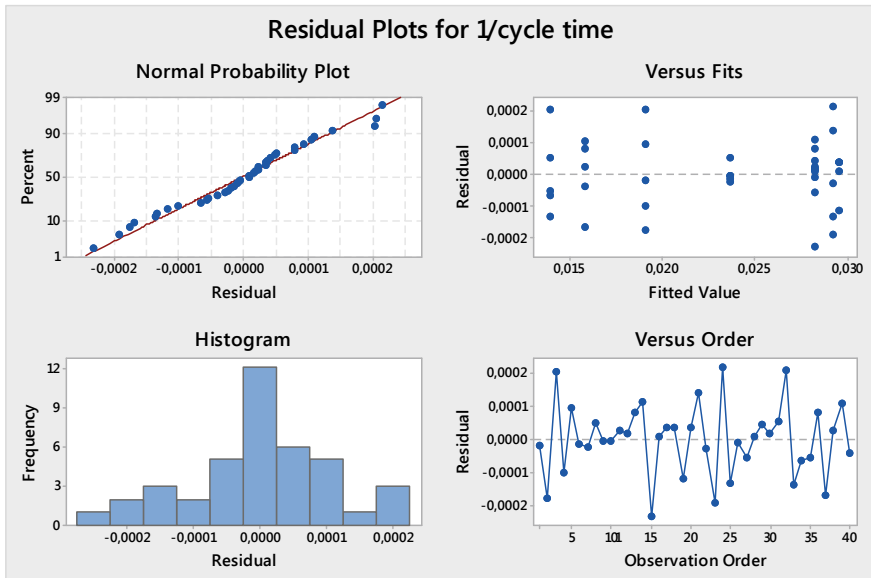 Residual Plots for 1/cycle time
Normal Probability Plot
99
90
50
10
1
Percent
-0,0002 -0,0001 0,0000 0,0001 0,0002
Residual
Versus Fits
0,0002
0,0001
0,0000
-0,0001
-0,0002
Residual
0,015 0,020 0,025 0,030
Fitted Value
Histogram
12
9
6
3
0
Frequency
-0,0002 -0,0001 0,0000 0,0001 0,0002
Residual
Versus Order
0,0002
0,0001
0,0000
-0,0001
-0,0002
Residual
5 15 20 25 30 35 40
Observation Order